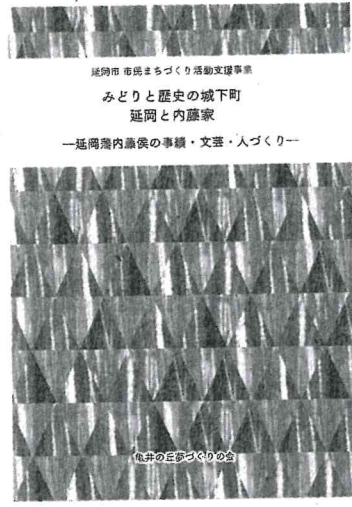 延岡市 市民まちづくり活動支援事業
みどりと歴史の城下町
延岡と内藤家
―延岡藩内藤侯の事績・文芸・人づくり―
亀井の丘夢づくりの会